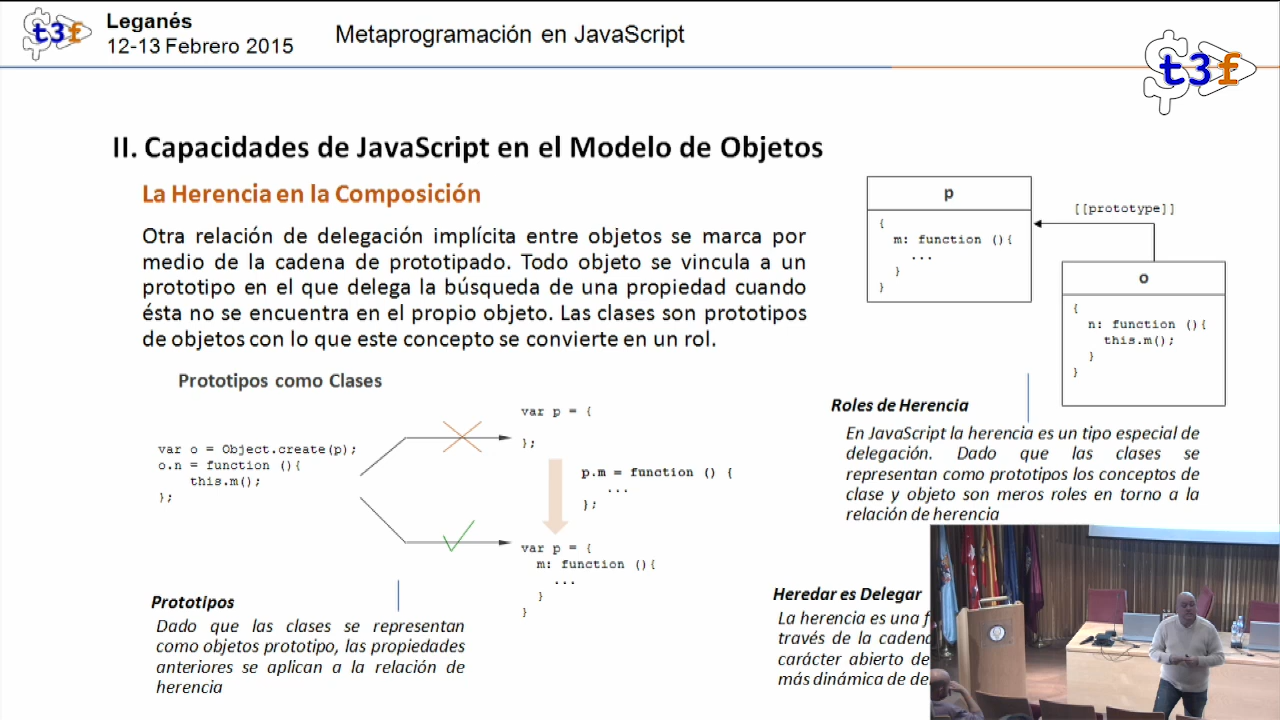 t3f
Leganés
12-13 Febrero 2015
Metaprogramación en JavaScript
t3f
II. Capacidades de JavaScript en el Modelo de Objetos
La Herencia en la Composición
Otra relación de delegación implícita entre objetos se marca por
medio de la cadena de prototipado. Todo objeto se vincula a un
prototipo en el que delega la búsqueda de una propiedad cuando
ésta no se encuentra en el propio objeto. Las clases son prototipos
de objetos con lo que este concepto se convierte en un rol.
p
{
m: function (){
...
}
}
[[prototype]]
o
{
n: function (){
this.m();
}
}
Prototipos como Clases
var o = Object.create(p);
o.n = function (){
this.m();
};
var p = {
};
p.m = function () {
...
};
var p = {
m: function (){
...
}
}
Roles de Herencia
En JavaScript la herencia es un tipo especial de
delegación. Dado que las clases se
representan como prototipos los conceptos de
clase y objeto son meros roles en torno a la
relación de herencia
Prototipos
Dado que las clases se representan
como objetos prototipo, las propiedades
anteriores se aplican a la relación de
herencia
Heredar es Delegar
La herencia es una f
través de la cadena
carácter abierto de
más dinámica de de